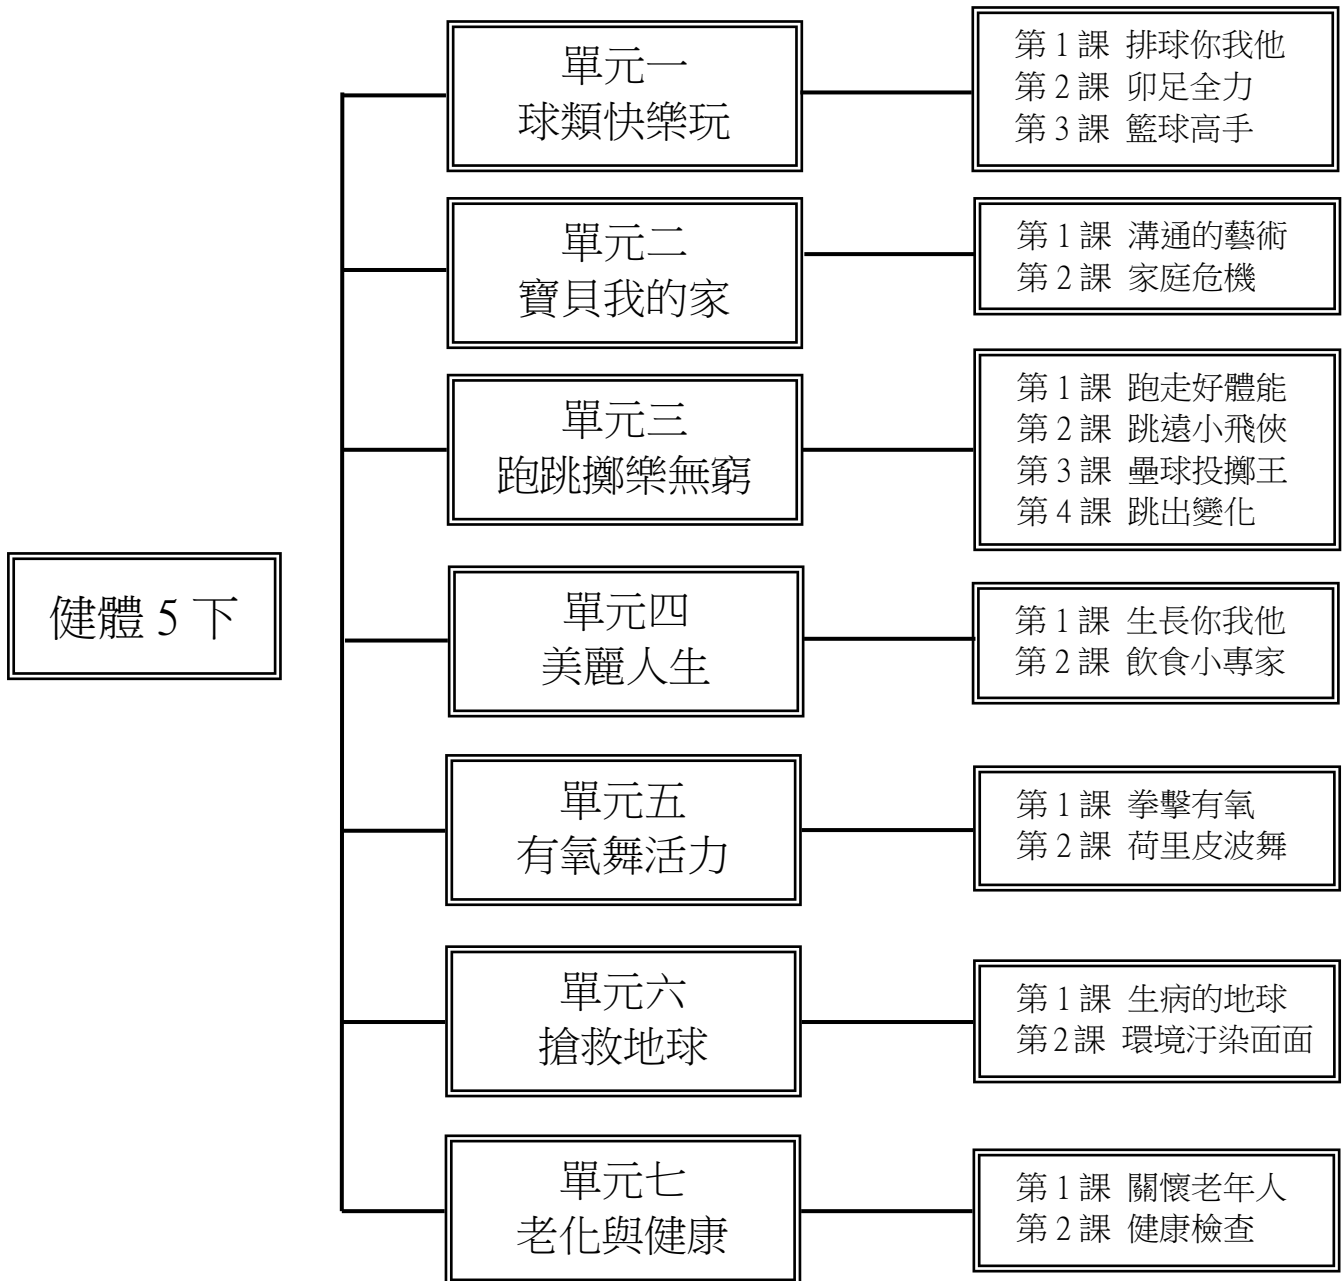 健體 5 下
單元一
球類快樂玩
第 1 課 排球你我他
第 2 課 卯足全力
第 3 課 籃球高手
單元二
寶貝我的家
第 1 課 溝通的藝術
第 2 課 家庭危機
單元三
跑跳擲樂無窮
第 1 課 跑走好體能
第 2 課 跳遠小飛俠
第 3 課 壘球投擲王
第 4 課 跳出變化
單元四
美麗人生
第 1 課 生長你我他
第 2 課 飲食小專家
單元五
有氧舞活力
第 1 課 拳擊有氧
第 2 課 荷里皮波舞
單元六
搶救地球
第 1 課 生病的地球
第 2 課 環境汙染面面
單元七
老化與健康
第 1 課 關懷老年人
第 2 課 健康檢查